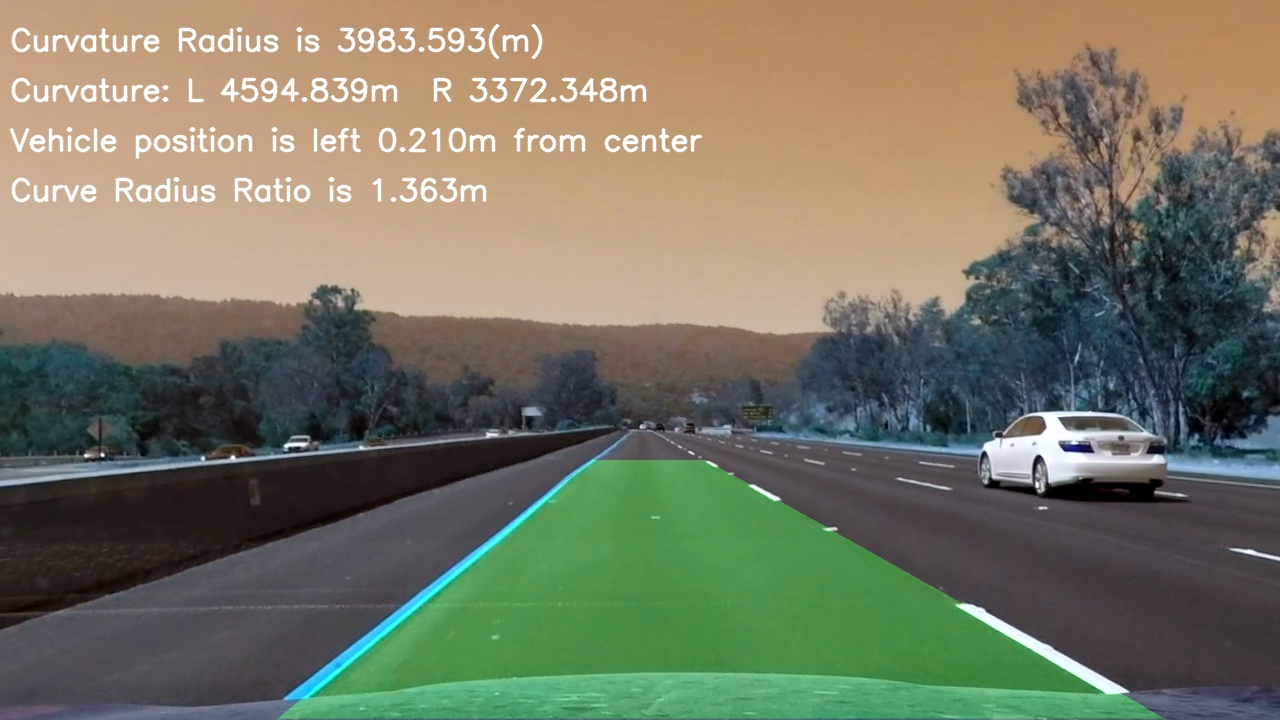 Curvature Radius is 3983.593(m)
Curvature: L 4594.839m R 3372.348m
Vehicle position is left 0.210m from center
Curve Radius Ratio is 1.363m